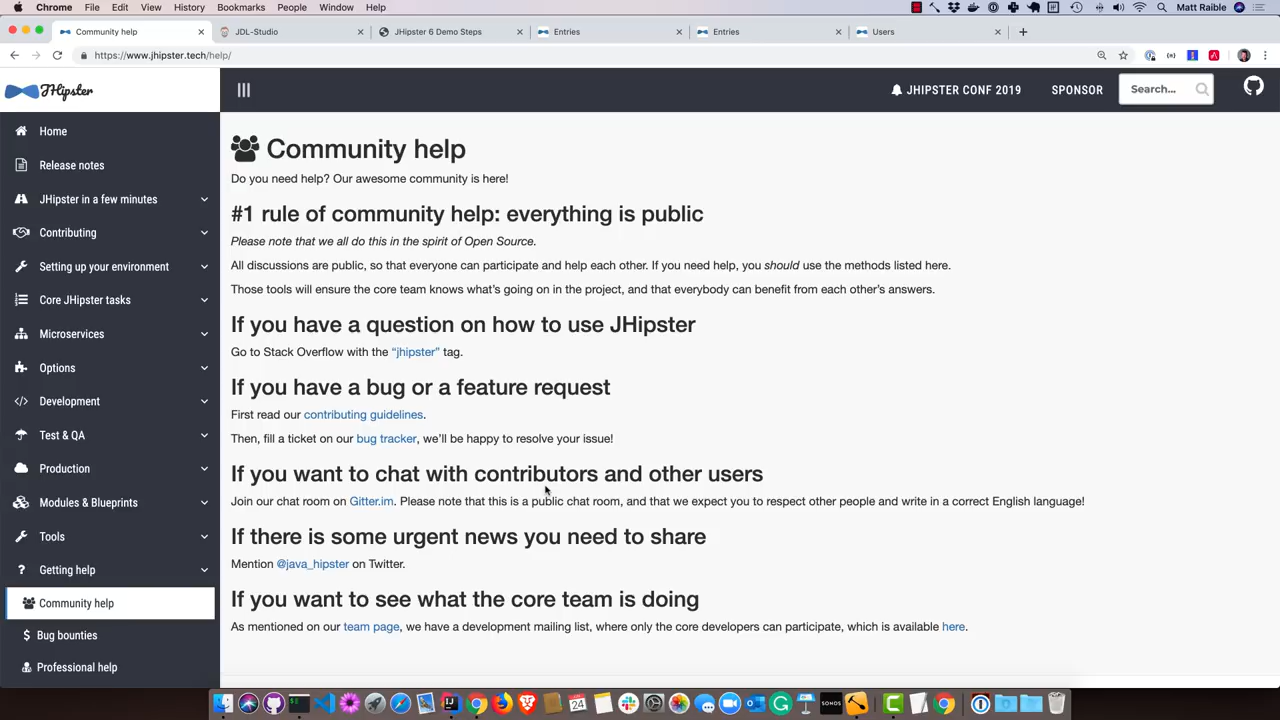 Chrome File Edit View History Bookmarks People Window Help Matt Raible
Community help JDL-Studio JHipster 6 Demo Steps Entries Entries Users
https://www.jhipster.tech/help/
JHipster JHIPSTER CONF 2019 SPONSOR Search...
Home
Release notes
JHipster in a few minutes
Contributing
Setting up your environment
Core JHipster tasks
Microservices
Options
Development
Test & QA
Production
Modules & Blueprints
Tools
Getting help
Community help
Bug bounties
Professional help
Community help
Do you need help? Our awesome community is here!
#1 rule of community help: everything is public
Please note that we all do this in the spirit of Open Source.
All discussions are public, so that everyone can participate and help each other. If you need help, you should use the methods listed here.
Those tools will ensure the core team knows what's going on in the project, and that everybody can benefit from each other's answers.
If you have a question on how to use JHipster
Go to Stack Overflow with the “jhipster” tag.
If you have a bug or a feature request
First read our contributing guidelines.
Then, fill a ticket on our bug tracker, we'll be happy to resolve your issue!
If you want to chat with contributors and other users
Join our chat room on Gitter.im. Please note that this is a public chat room, and that we expect you to respect other people and write in a correct English language!
If there is some urgent news you need to share
Mention @java_hipster on Twitter.
If you want to see what the core team is doing
As mentioned on our team page, we have a development mailing list, where only the core developers can participate, which is available here.
24
SONOS